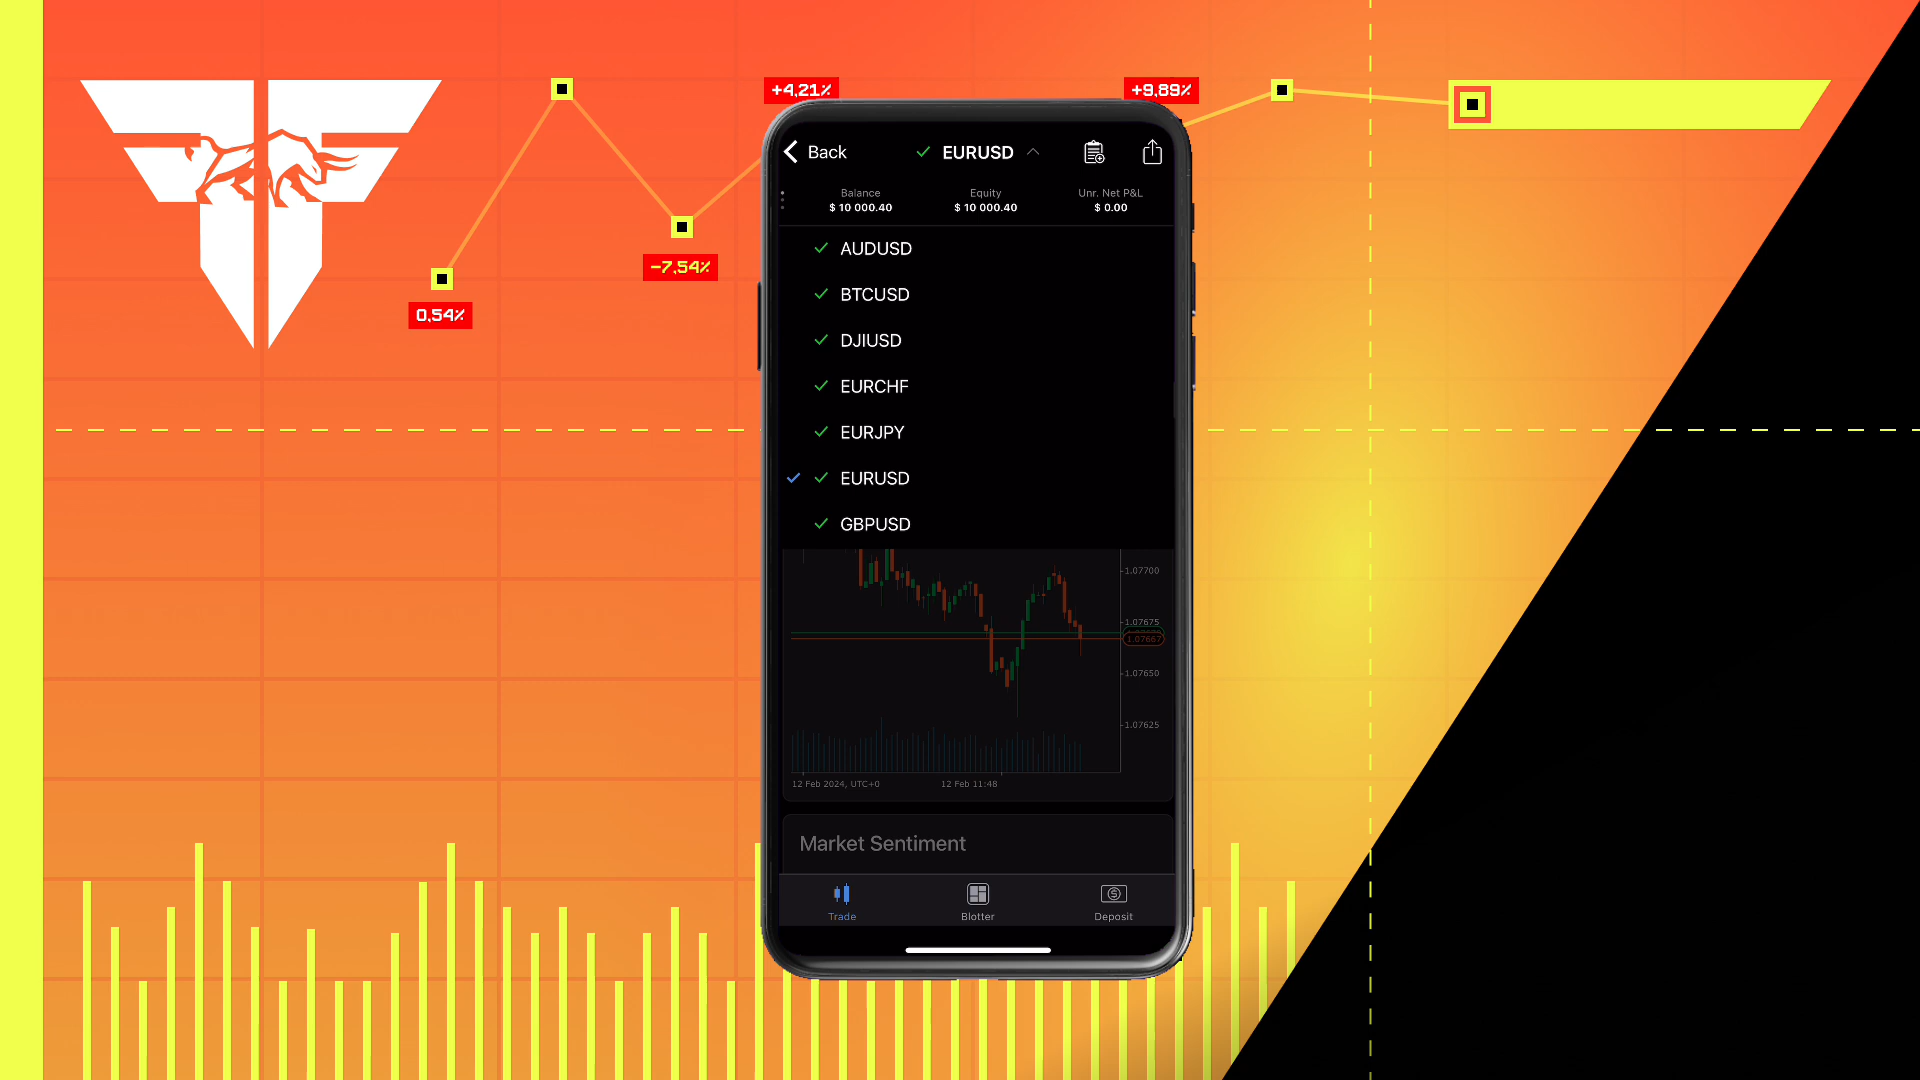 +4,21%
+9,89%
-7,54%
0,54%
Back
EURUSD
Balance
$ 10 000.40
Equity
$ 10 000.40
Unr. Net P&L
$ 0.00
AUDUSD
BTCUSD
DJIUSD
EURCHF
EURJPY
EURUSD
GBPUSD
1.07700
1.07675
1.07667
1.07650
1.07625
12 Feb 2024, UTC+0
12 Feb 11:48
Market Sentiment
Trade
Blotter
Deposit